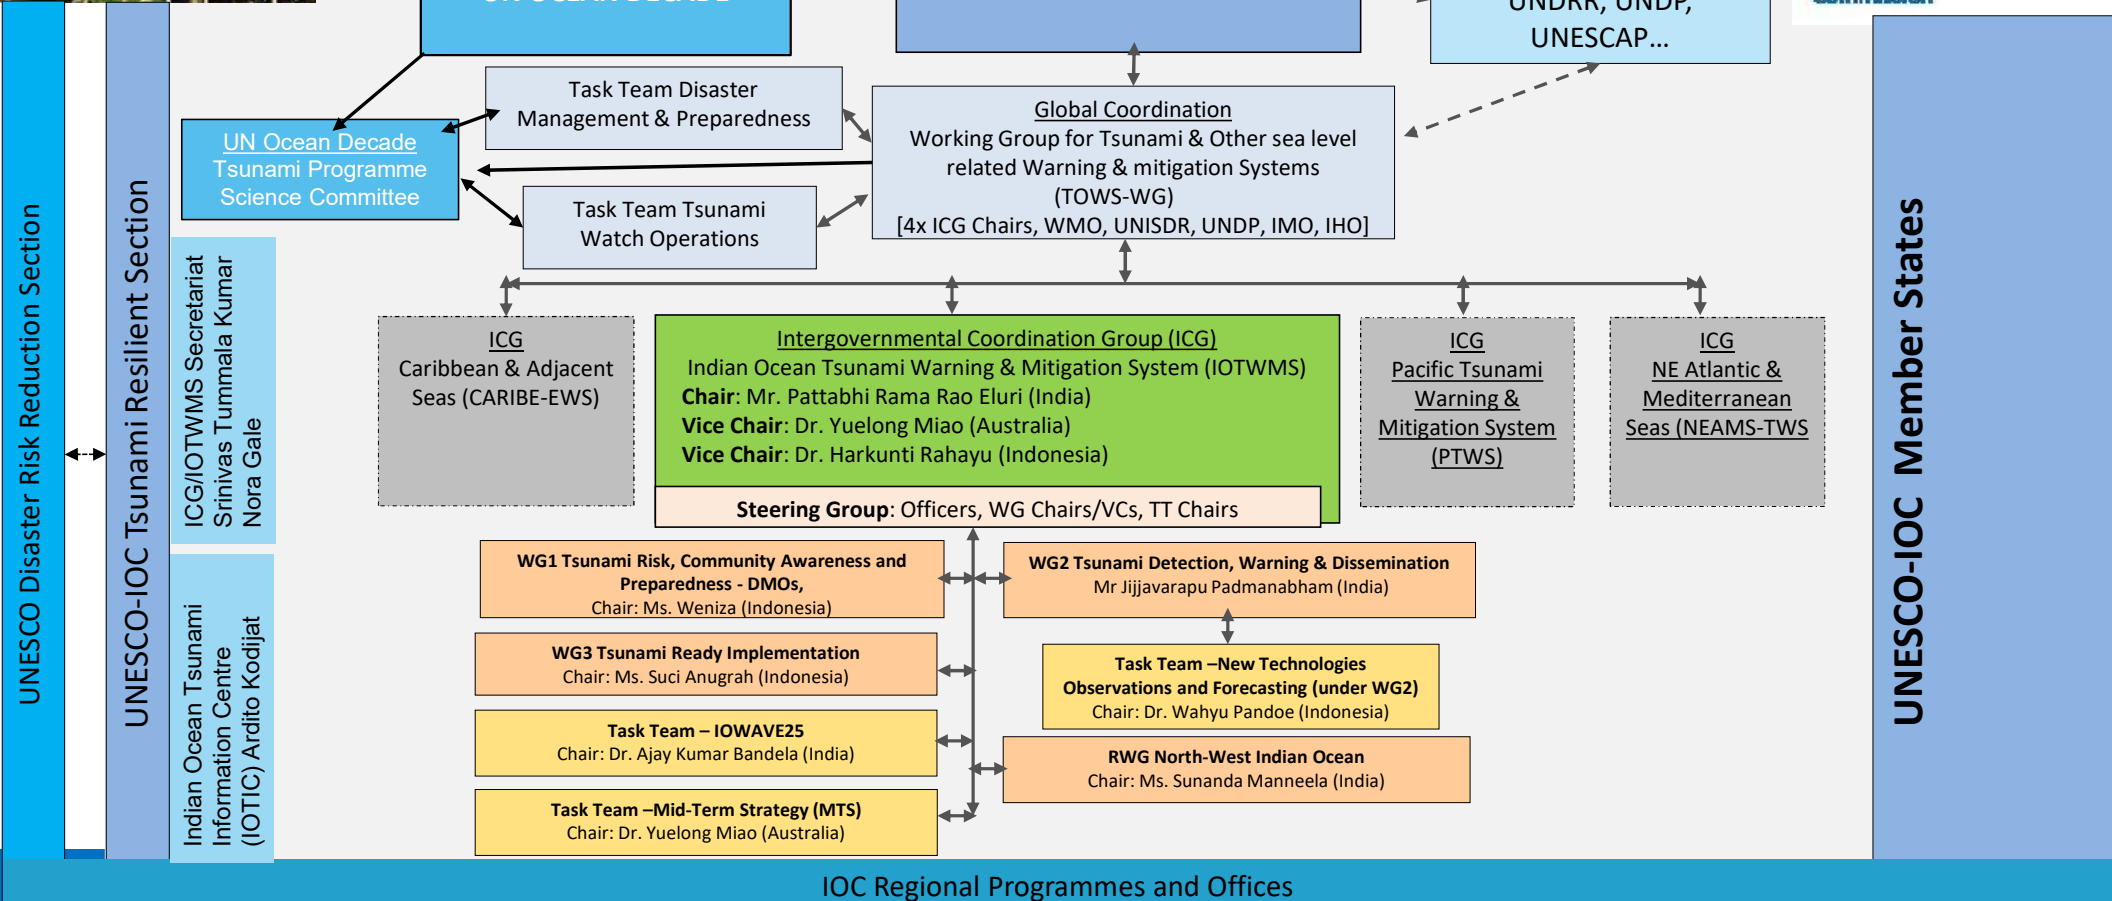 UN OCEAN DECADE
UNDRR, UNDP,
UNESCAP...
Commission
Task Team Disaster
Management & Preparedness
Global Coordination
Working Group for Tsunami & Other sea level
related Warning & mitigation Systems
(TOWS-WG)
[4x ICG Chairs, WMO, UNISDR, UNDP, IMO, IHO]
UN Ocean Decade
Tsunami Programme
Science Committee
Task Team Tsunami
Watch Operations
UNESCO Disaster Risk Reduction Section
UNESCO-IOC Tsunami Resilient Section
ICG/IOTWMS Secretariat
Srinivas Tummala Kumar
Nora Gale
Indian Ocean Tsunami
Information Centre
(IOTIC) Ardito Kodijat
ICG
Caribbean & Adjacent
Seas (CARIBE-EWS)
Intergovernmental Coordination Group (ICG)
Indian Ocean Tsunami Warning & Mitigation System (IOTWMS)
Chair: Mr. Pattabhi Rama Rao Eluri (India)
Vice Chair: Dr. Yuelong Miao (Australia)
Vice Chair: Dr. Harkunti Rahayu (Indonesia)
Steering Group: Officers, WG Chairs/VCs, TT Chairs
ICG
Pacific Tsunami
Warning &
Mitigation System
(PTWS)
ICG
NE Atlantic &
Mediterranean
Seas (NEAMS-TWS
UNESCO-IOC Member States
WG1 Tsunami Risk, Community Awareness and
Preparedness - DMOs,
Chair: Ms. Weniza (Indonesia)
WG2 Tsunami Detection, Warning & Dissemination
Mr Jijjavarapu Padmanabham (India)
WG3 Tsunami Ready Implementation
Chair: Ms. Suci Anugrah (Indonesia)
Task Team –New Technologies
Observations and Forecasting (under WG2)
Chair: Dr. Wahyu Pandoe (Indonesia)
Task Team – IOWAVE25
Chair: Dr. Ajay Kumar Bandela (India)
RWG North-West Indian Ocean
Chair: Ms. Sunanda Manneela (India)
Task Team –Mid-Term Strategy (MTS)
Chair: Dr. Yuelong Miao (Australia)
IOC Regional Programmes and Offices